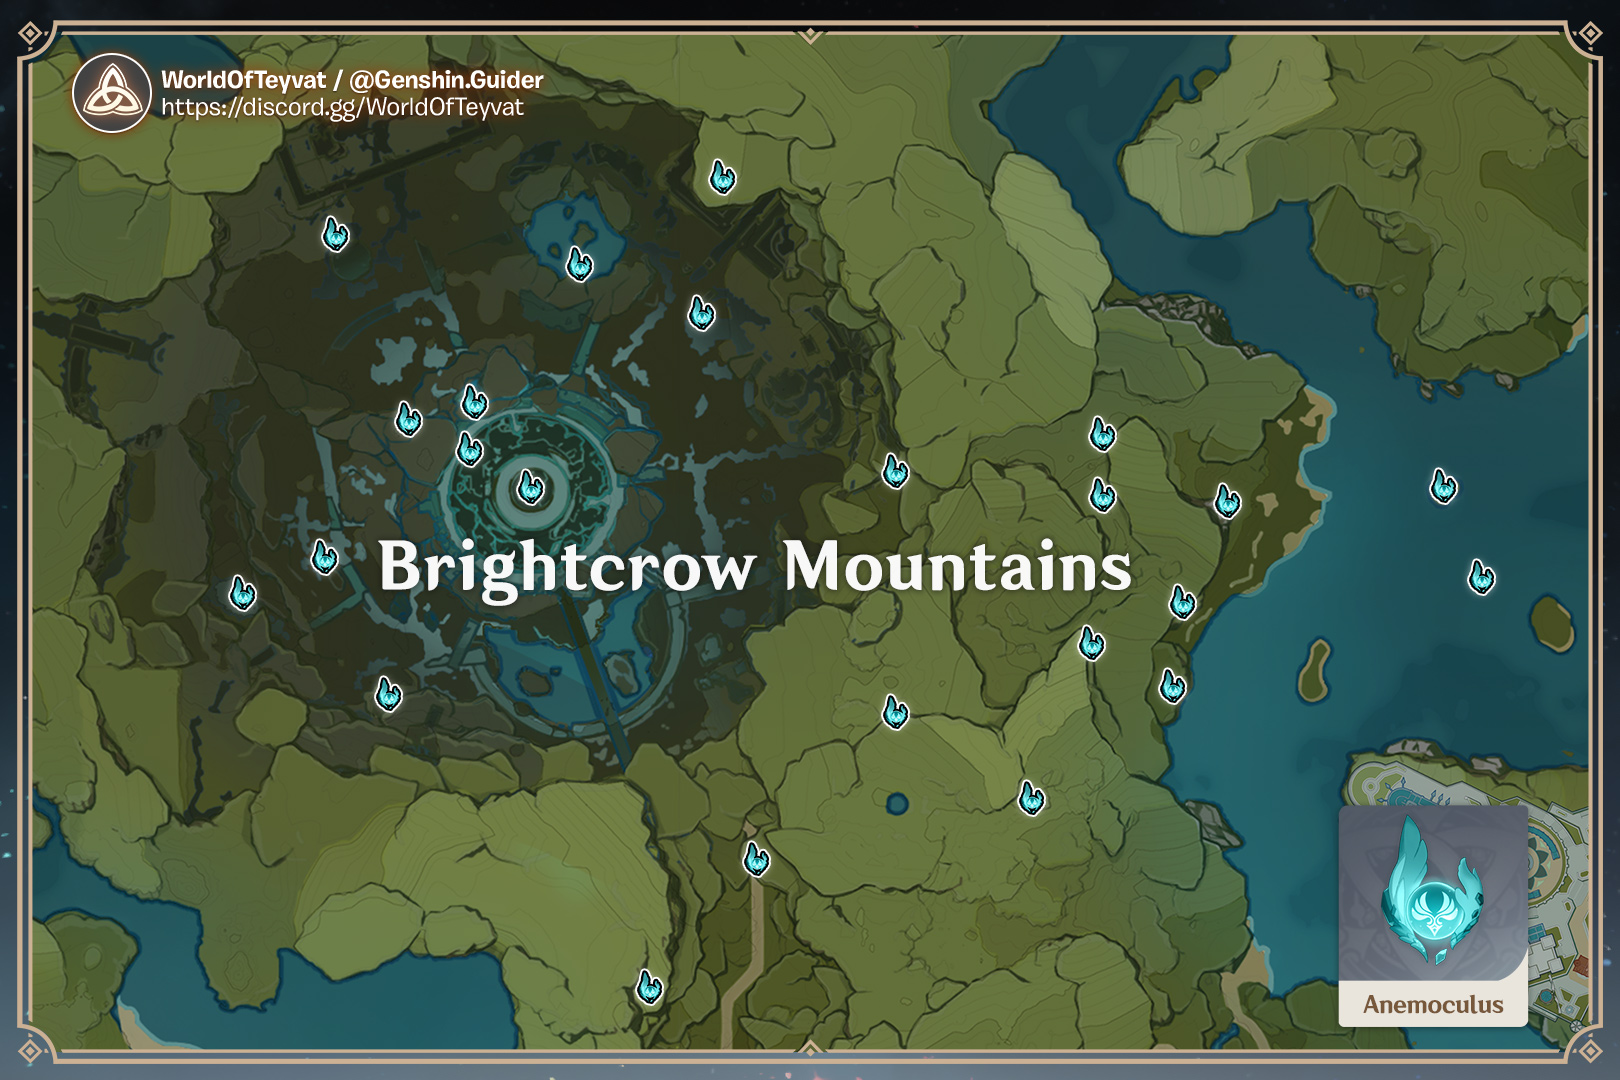 WorldOfTeyvat / @Genshin.Guider
https://discord.gg/WorldOfTeyvat
Brightcrow Mountains
Anemoculus